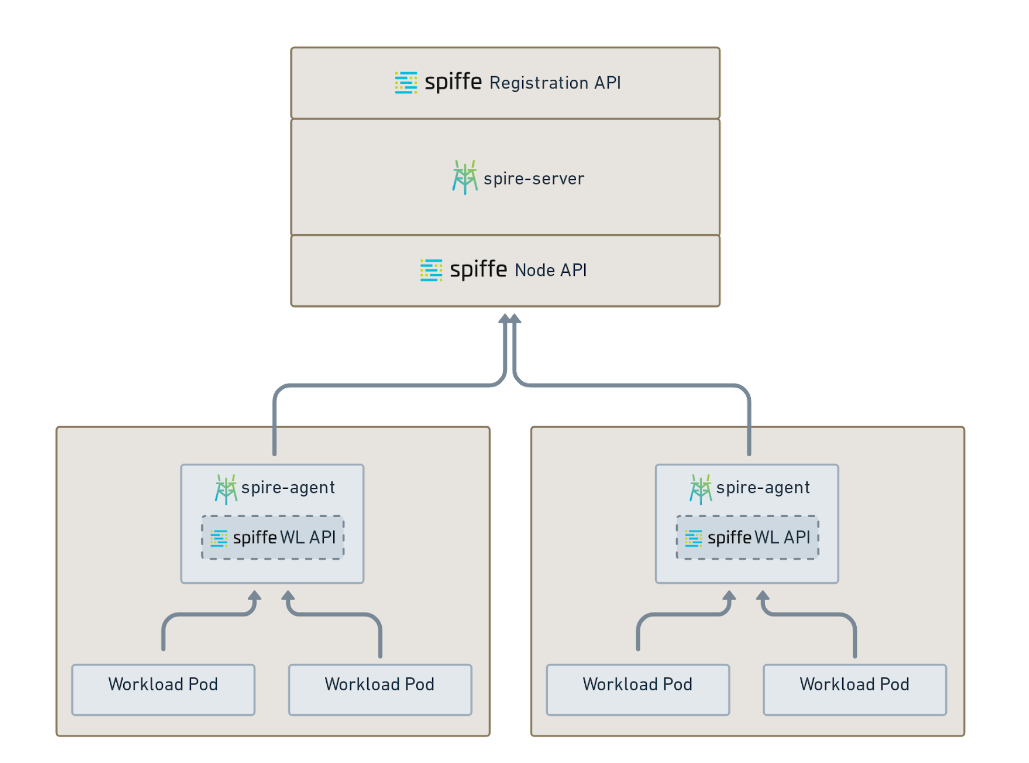 spiffe Registration API
spire-server
spiffe Node API
spire-agent
spiffe WL API
Workload Pod
Workload Pod
spire-agent
spiffe WL API
Workload Pod
Workload Pod